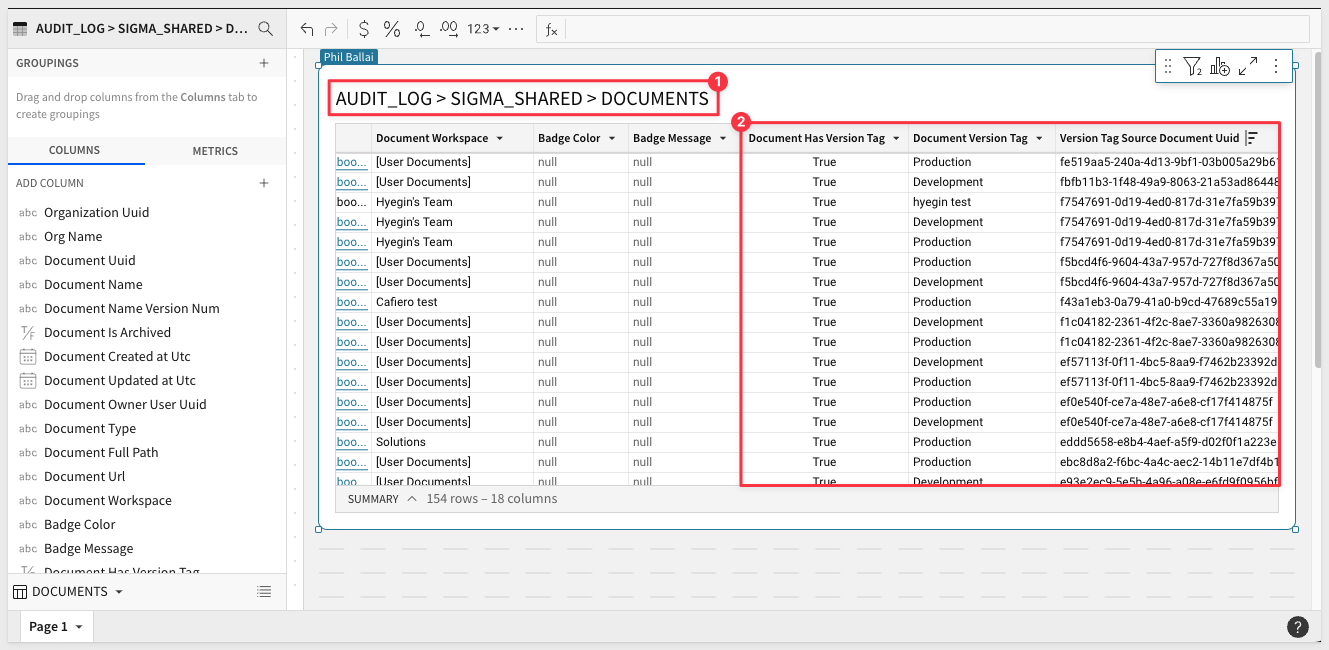 AUDIT_LOG > SIGMA_SHARED > D...
$ % .0 .00 123 ... fx
GROUPINGS
Drag and drop columns from the Columns tab to
create groupings
COLUMNS METRICS
ADD COLUMN
abc Organization Uuid
abc Org Name
abc Document Uuid
abc Document Name
abc Document Name Version Num
T/F Document Is Archived
Document Created at Utc
Document Updated at Utc
abc Document Owner User Uuid
abc Document Type
abc Document Full Path
abc Document Url
abc Document Workspace
abc Badge Color
abc Badge Message
T/F Document Has Version Tag
DOCUMENTS
Page 1
Phil Ballai
2
1
AUDIT_LOG > SIGMA_SHARED > DOCUMENTS
2
Document Workspace Badge Color Badge Message Document Has Version Tag Document Version Tag Version Tag Source Document Uuid
boo... [User Documents] null null True Production fe519aa5-240a-4d13-9bf1-03b005a29b61
boo... [User Documents] null null True Development fbfb11b3-1f48-49a9-8063-21a53ad86448
boo... Hyegin's Team null null True hyegin test f7547691-0d19-4ed0-817d-31e7fa59b397
boo... Hyegin's Team null null True Development f7547691-0d19-4ed0-817d-31e7fa59b397
boo... Hyegin's Team null null True Production f7547691-0d19-4ed0-817d-31e7fa59b397
boo... [User Documents] null null True Production f5bcd4f6-9604-43a7-957d-727f8d367a50
boo... [User Documents] null null True Development f5bcd4f6-9604-43a7-957d-727f8d367a50
boo... Cafiero test null null True Production f43a1eb3-0a79-41a0-b9cd-47689c55a19
boo... [User Documents] null null True Development f1c04182-2361-4f2c-8ae7-3360a9826308
boo... [User Documents] null null True Production f1c04182-2361-4f2c-8ae7-3360a9826308
boo... [User Documents] null null True Development ef57113f-0f11-4bc5-8aa9-f7462b23392d
boo... [User Documents] null null True Production ef57113f-0f11-4bc5-8aa9-f7462b23392d
boo... [User Documents] null null True Production ef0e540f-ce7a-48e7-a6e8-cf17f414875f
boo... [User Documents] null null True Development ef0e540f-ce7a-48e7-a6e8-cf17f414875f
boo... Solutions null null True Production eddd5658-e8b4-4aef-a5f9-d02f0f1a223e
boo... [User Documents] null null True Production ebc8d8a2-f6bc-4a4c-aec2-14b11e7df4b1
boo... [User Documents] null null True Development e93e2ec9-5e5b-4a96-a08e-e6fd9f0956bf
SUMMARY 154 rows – 18 columns
?